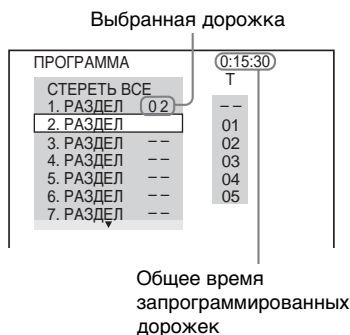 Выбранная дорожка
ПРОГРАММА 0:15:30
T
СТЕРЕТЬ ВСЕ
1. РАЗДЕЛ 02 – –
2. РАЗДЕЛ 01
3. РАЗДЕЛ – – 02
4. РАЗДЕЛ – – 03
5. РАЗДЕЛ – – 04
6. РАЗДЕЛ – – 05
7. РАЗДЕЛ – –
Общее время
запрограммированных
дорожек